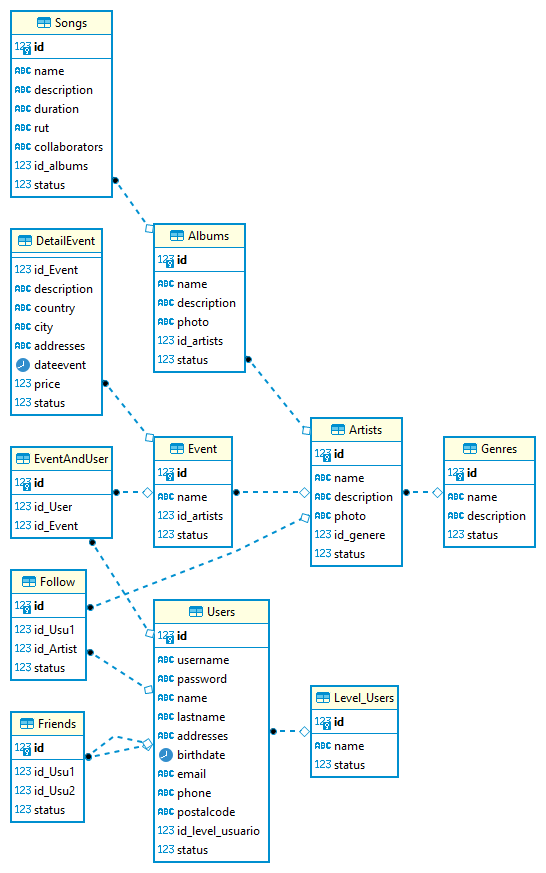 Songs
123 id
ABC name
ABC description
ABC duration
ABC rut
ABC collaborators
123 id_albums
123 status
DetailEvent
123 id_Event
ABC description
ABC country
ABC city
ABC addresses
dateevent
123 price
123 status
Albums
123 id
ABC name
ABC description
ABC photo
123 id_artists
123 status
EventAndUser
123 id
123 id_User
123 id_Event
Event
123 id
ABC name
123 id_artists
123 status
Artists
123 id
ABC name
ABC description
ABC photo
123 id_genere
123 status
Genres
123 id
ABC name
ABC description
123 status
Follow
123 id
123 id_Usu1
123 id_Artist
123 status
Users
123 id
ABC username
ABC password
ABC name
ABC lastname
ABC addresses
birthdate
ABC email
ABC phone
ABC postalcode
123 id_level_usuario
123 status
Level_Users
123 id
ABC name
123 status
Friends
123 id
123 id_Usu1
123 id_Usu2
123 status